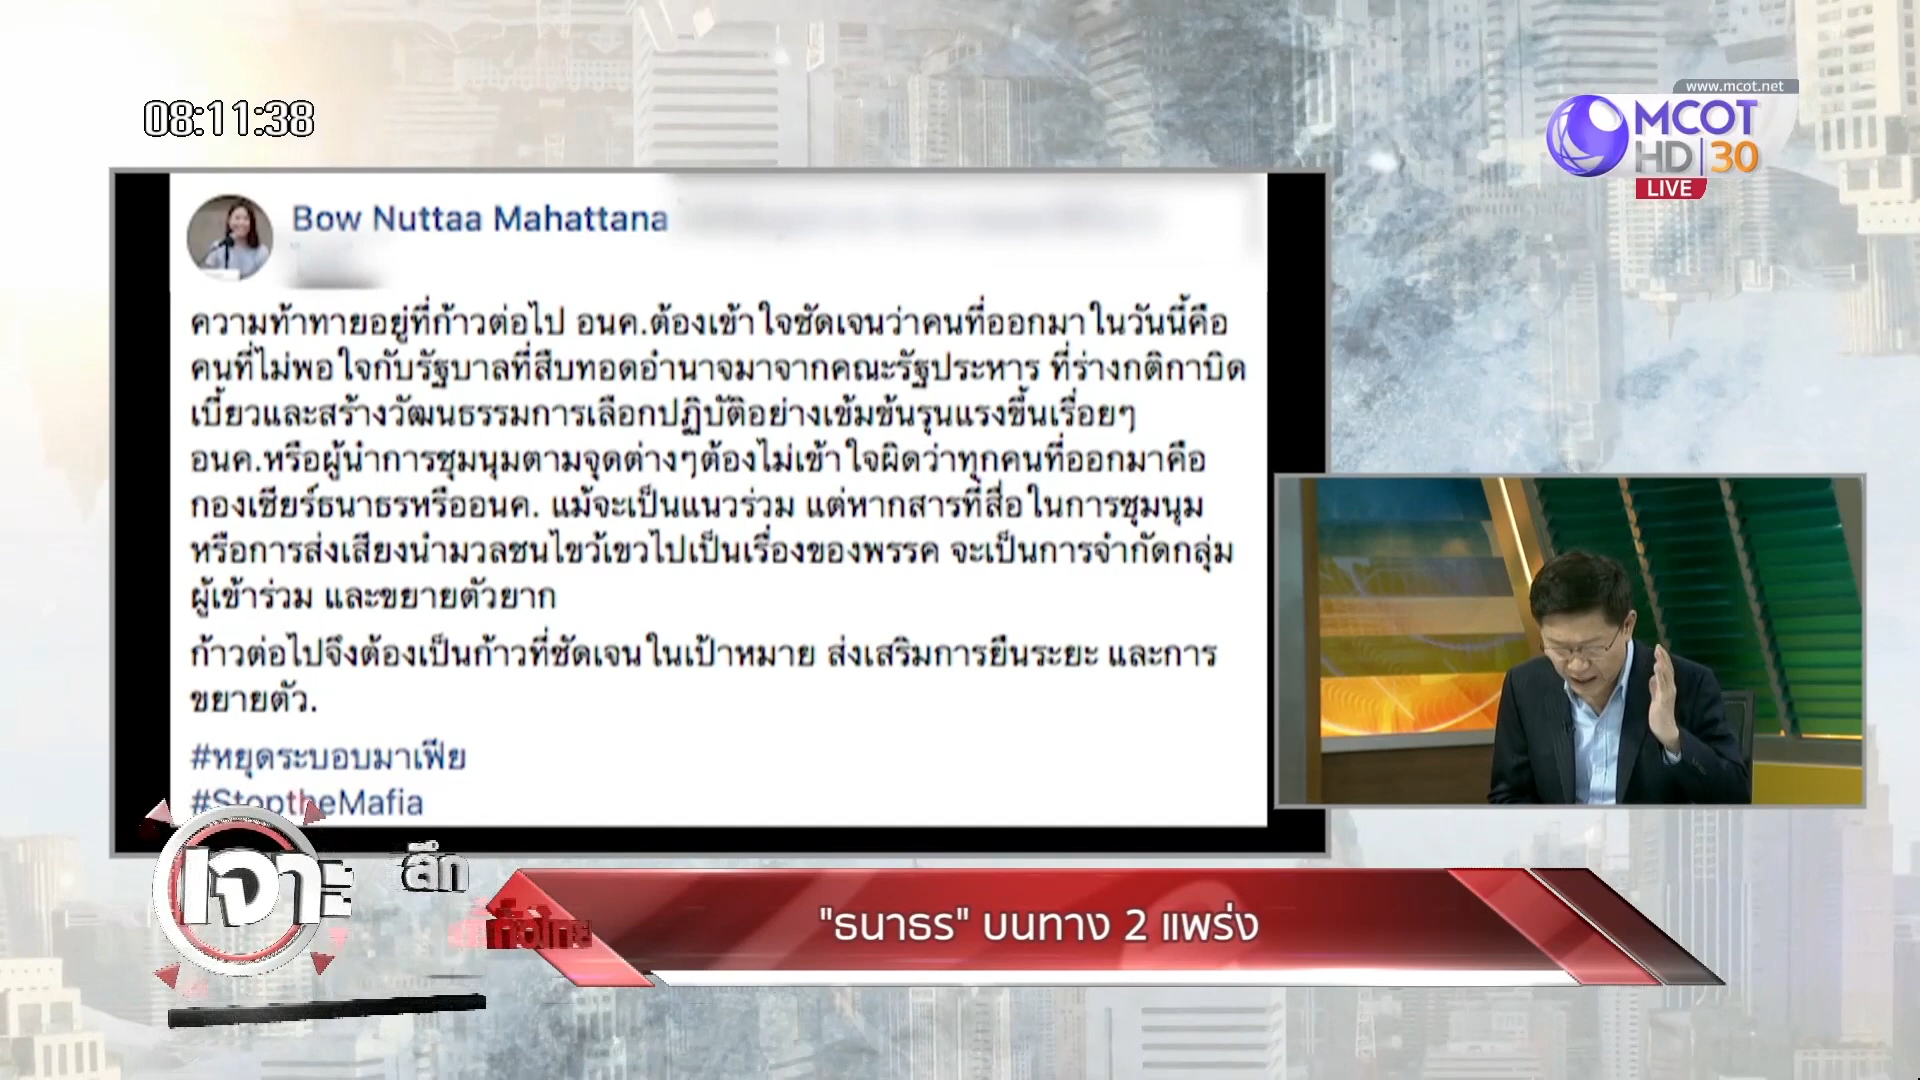 08:11:38
www.mcot.net
MCOT
HD 30
LIVE
Bow Nuttaa Mahattana
ความท้าทายอยู่ที่ก้าวต่อไป อนค.ต้องเข้าใจชัดเจนว่าคนที่ออกมาในวันนี้คือ
คนที่ไม่พอใจกับรัฐบาลที่สืบทอดอำนาจมาจากคณะรัฐประหาร ที่ร่างกติกาบิด
เบี้ยวและสร้างวัฒนธรรมการเลือกปฏิบัติอย่างเข้มข้นรุนแรงขึ้นเรื่อยๆ
อนค.หรือผู้นำการชุมนุมตามจุดต่างๆต้องไม่เข้าใจผิดว่าทุกคนที่ออกมาคือ
กองเชียร์ธนาธรหรืออนค. แม้จะเป็นแนวร่วม แต่หากสารที่สื่อในการชุมนุม
หรือการส่งเสียงนำมวลชนไขว้เขวไปเป็นเรื่องของพรรค จะเป็นการจำกัดกลุ่ม
ผู้เข้าร่วม และขยายตัวยาก
ก้าวต่อไปจึงต้องเป็นก้าวที่ชัดเจนในเป้าหมาย ส่งเสริมการยืนระยะ และการ
ขยายตัว.
#หยุดระบอบมาเฟีย
#StoptheMafia
เจาะ ลึก
ทั่วไทย
"ธนาธร" บนทาง 2 แพร่ง